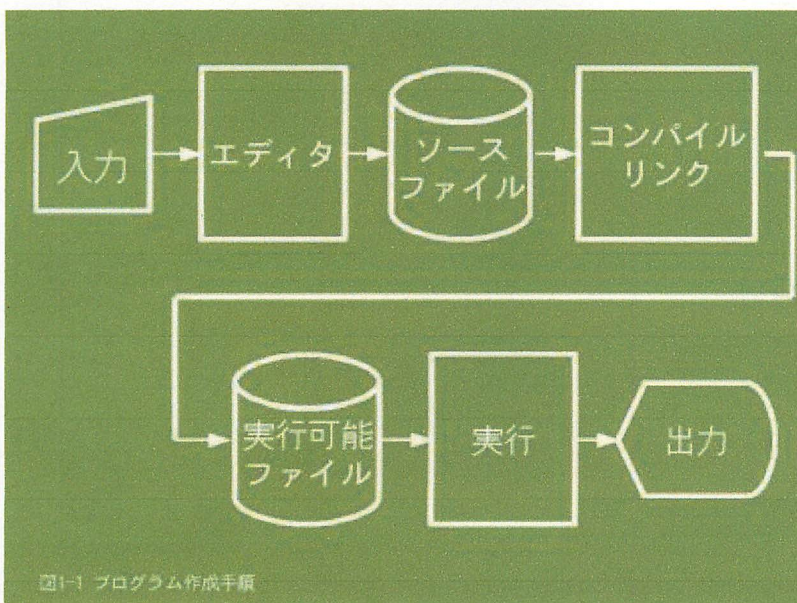 入力
エディタ
ソース
ファイル
コンパイル
リンク
実行可能
ファイル
実行
出力
図1-1 プログラム作成手順